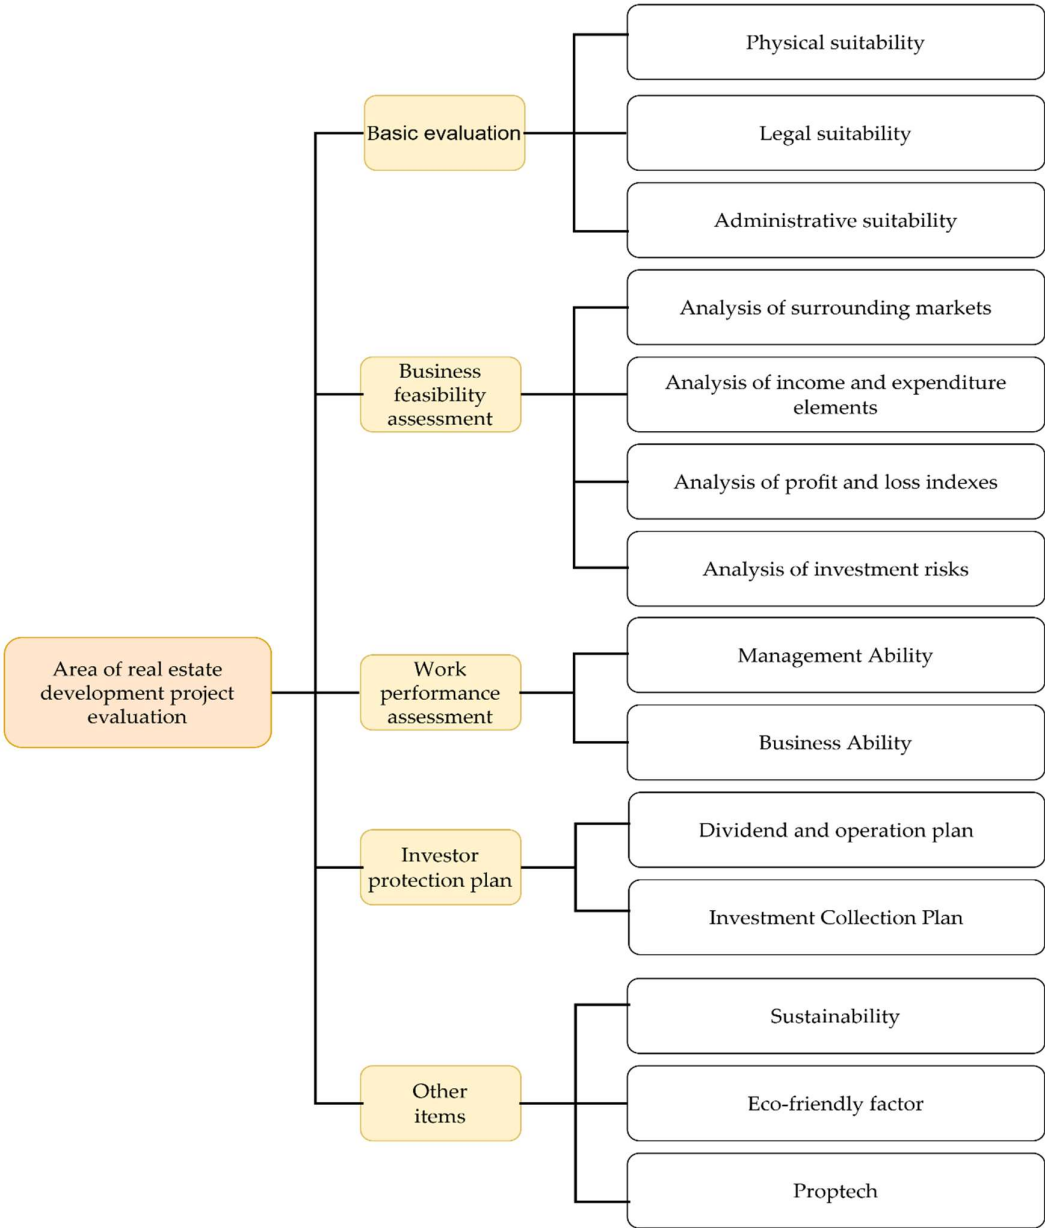 Physical suitability
Basic evaluation
Legal suitability
Administrative suitability
Analysis of surrounding markets
Business
feasibility
assessment
Analysis of income and expenditure
elements
Analysis of profit and loss indexes
Analysis of investment risks
Area of real estate
development project
evaluation
Work
performance
assessment
Management Ability
Business Ability
Investor
protection plan
Dividend and operation plan
Investment Collection Plan
Other
items
Sustainability
Eco-friendly factor
Proptech